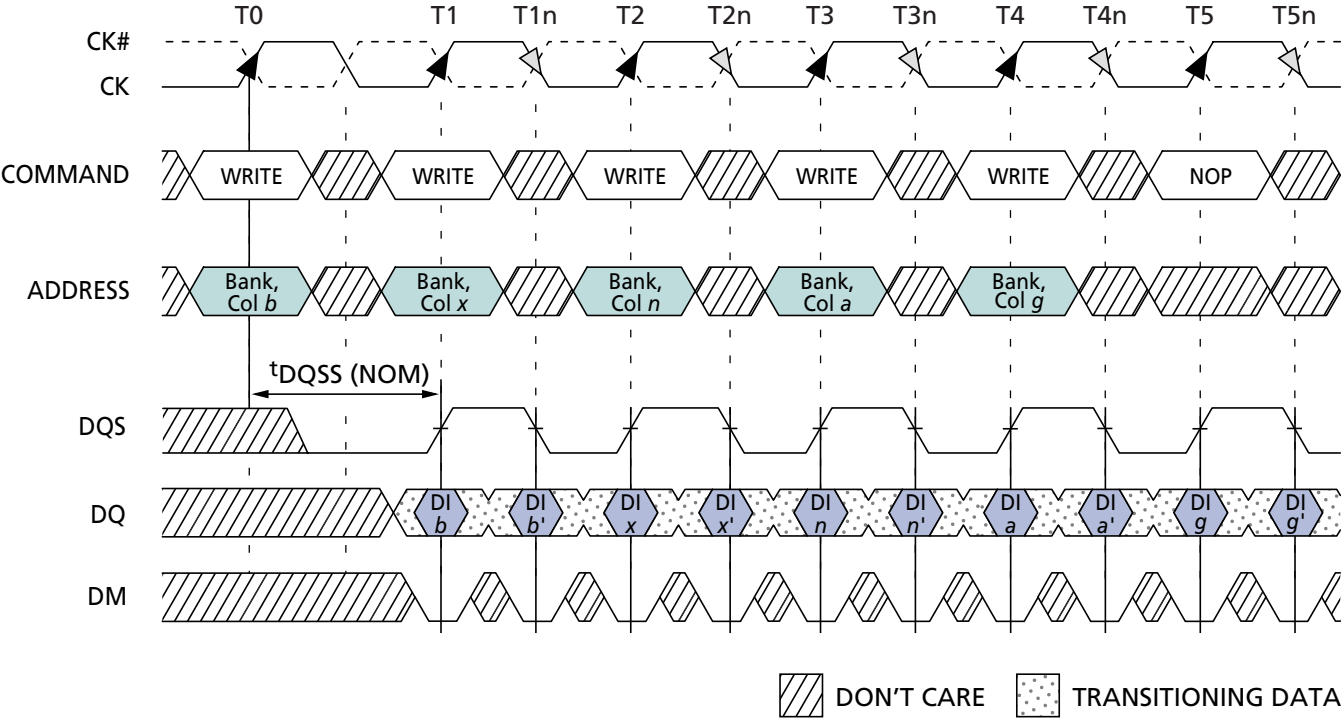 T0 T1 T1n T2 T2n T3 T3n T4 T4n T5 T5n
CK#
CK
COMMAND WRITE WRITE WRITE WRITE WRITE NOP
ADDRESS Bank, Bank, Bank, Bank, Bank,
Col b Col x Col n Col a Col g
tDQSS (NOM)
DQS
DQ DI DI DI DI DI DI DI DI DI DI
b b' x x' n n' a a' g g'
DM
DON'T CARE TRANSITIONING DATA